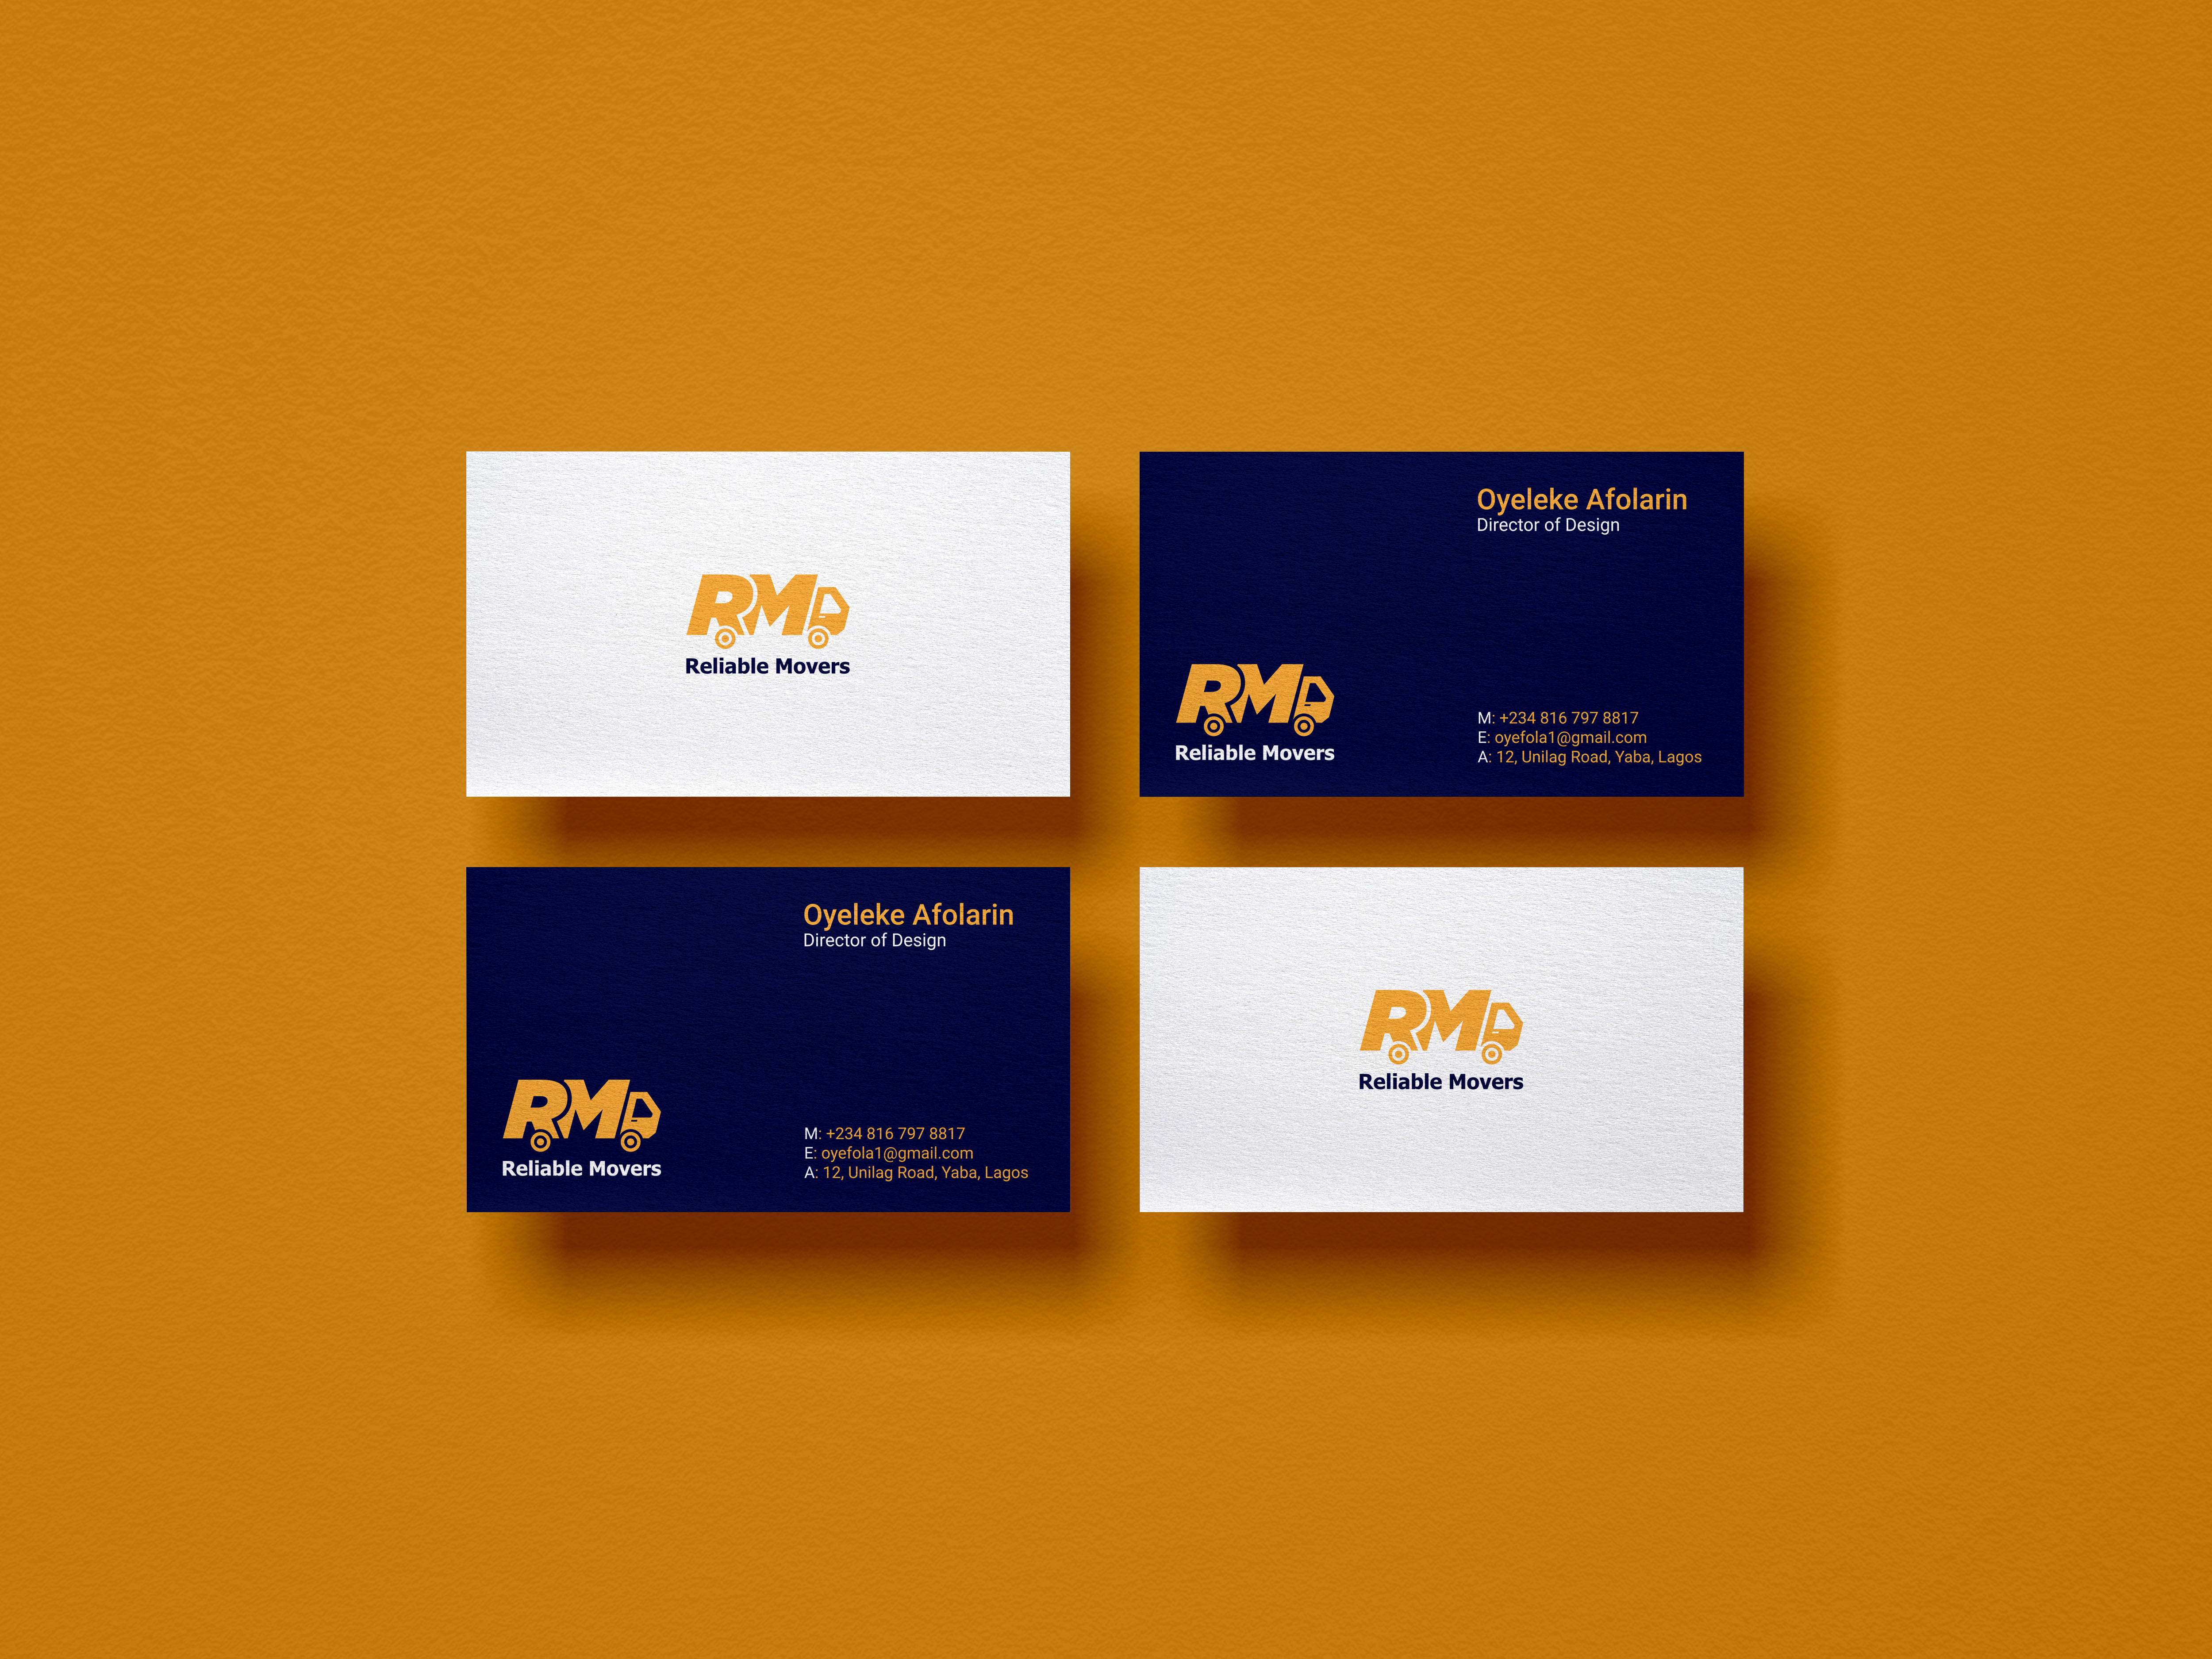 RM
Reliable Movers
Oyeleke Afolarin
Director of Design
RM
Reliable Movers
M: +234 816 797 8817
E: oyefola1@gmail.com
A: 12, Unilag Road, Yaba, Lagos
Oyeleke Afolarin
Director of Design
RM
Reliable Movers
M: +234 816 797 8817
E: oyefola1@gmail.com
A: 12, Unilag Road, Yaba, Lagos
RM
Reliable Movers